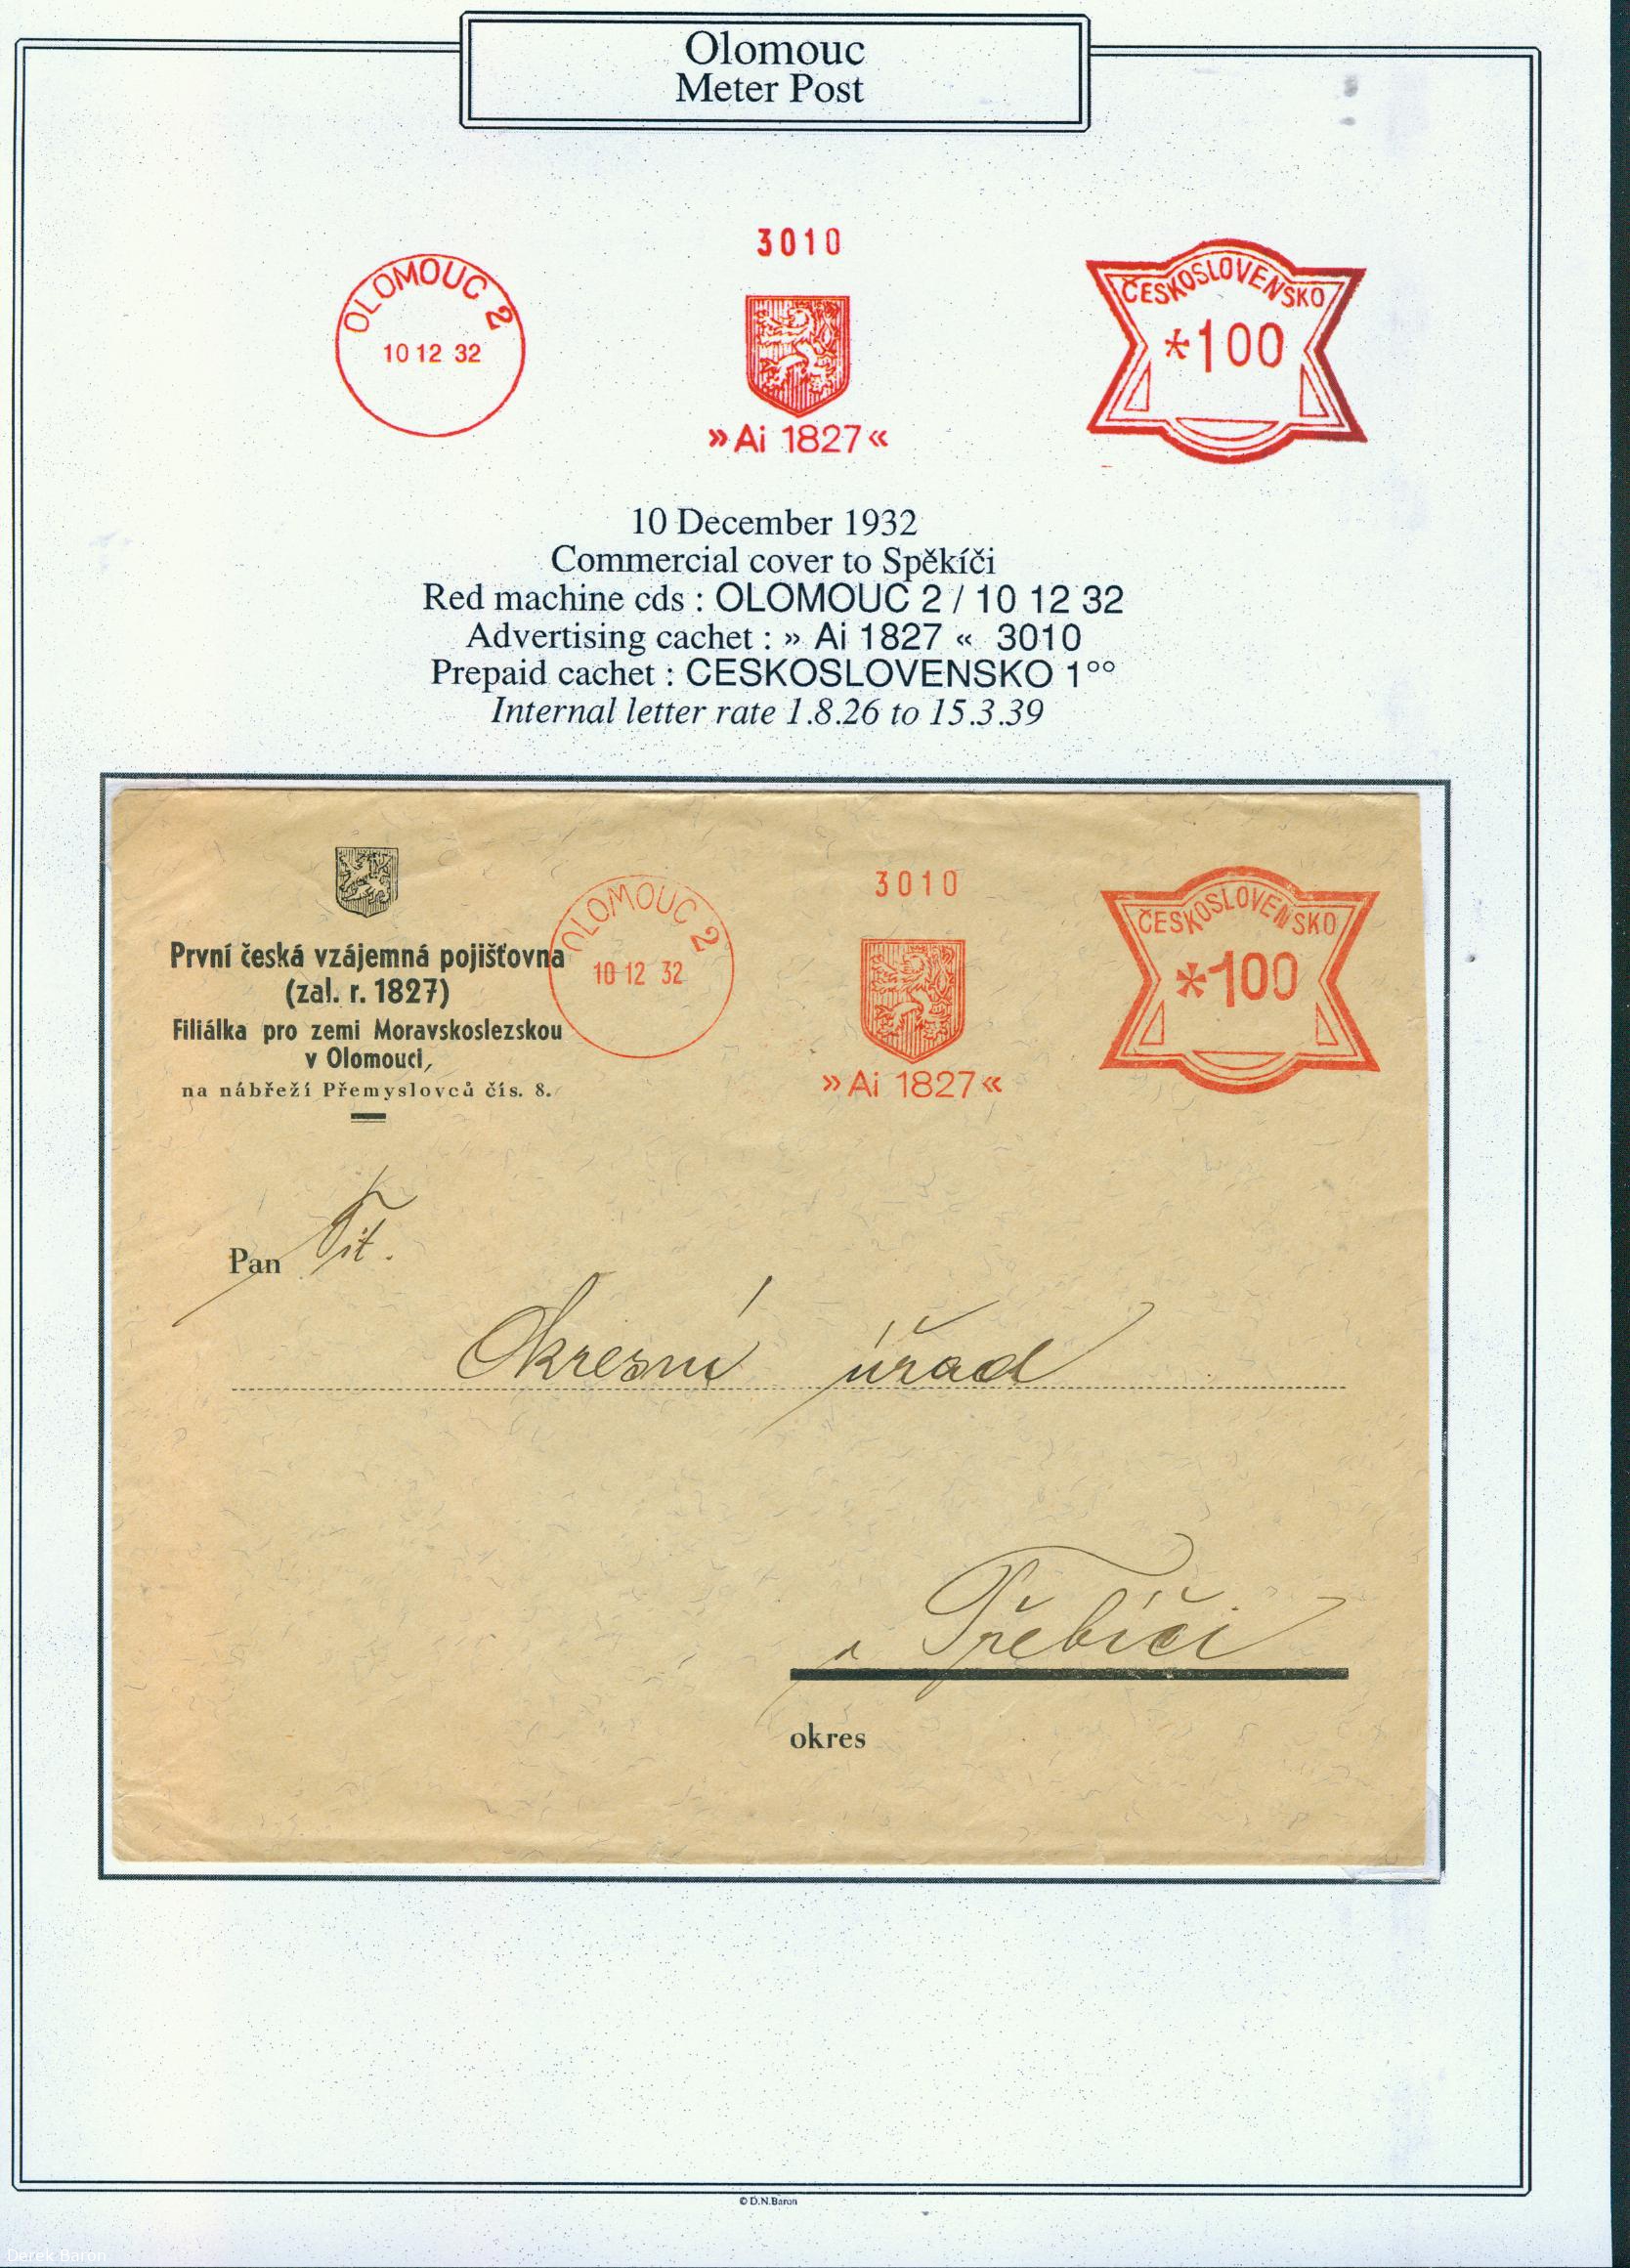 Olomouc
Meter Post
OLOMOUC 2
10 12 32
3010
»Ai 1827«
ČESKOSLOVENSKO
*100
10 December 1932
Commercial cover to Spěkíči
Red machine cds : OLOMOUC 2 / 10 12 32
Advertising cachet : » Ai 1827 « 3010
Prepaid cachet : CESKOSLOVENSKO 1°°
Internal letter rate 1.8.26 to 15.3.39
První česká vzájemná pojišťovna
(zal. r. 1827)
Filiálka pro zemi Moravskoslezskou
v Olomouci,
na nábřeží Přemyslovců čís. 8.
OLOMOUC 2
10 12 32
3010
»Ai 1827«
ČESKOSLOVENSKO
*100
Pan Tit.
Okresní úřad
v Třebíči
okres
© D.N.Baron
Derek Baron